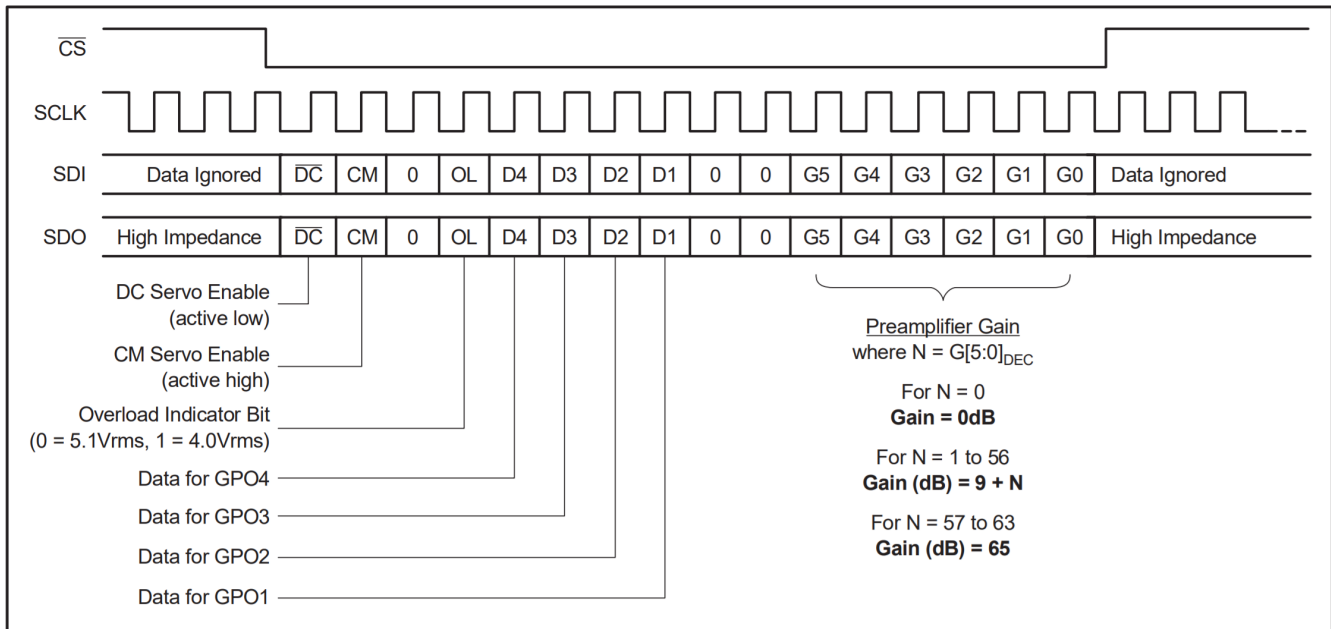 C̅S̅
SCLK
SDI Data Ignored D̅C̅ CM 0 OL D4 D3 D2 D1 0 0 G5 G4 G3 G2 G1 G0 Data Ignored
SDO High Impedance D̅C̅ CM 0 OL D4 D3 D2 D1 0 0 G5 G4 G3 G2 G1 G0 High Impedance
DC Servo Enable
(active low)
CM Servo Enable
(active high)
Overload Indicator Bit
(0 = 5.1Vrms, 1 = 4.0Vrms)
Data for GPO4
Data for GPO3
Data for GPO2
Data for GPO1
Preamplifier Gain
where N = G[5:0]DEC
For N = 0
Gain = 0dB
For N = 1 to 56
Gain (dB) = 9 + N
For N = 57 to 63
Gain (dB) = 65